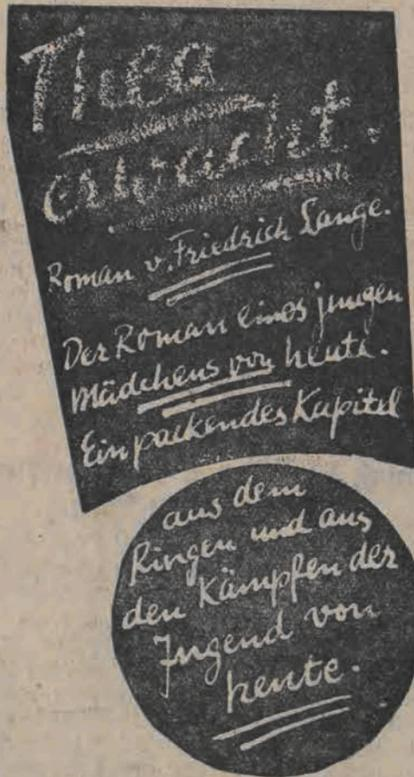 Thea
erwacht.
Roman v. Friedrich Lange.
Der Roman eines jungen
Mädchens von heute.
Ein packendes Kapitel
aus dem
Ringen und aus
den Kämpfen der
Jugend von
heute.